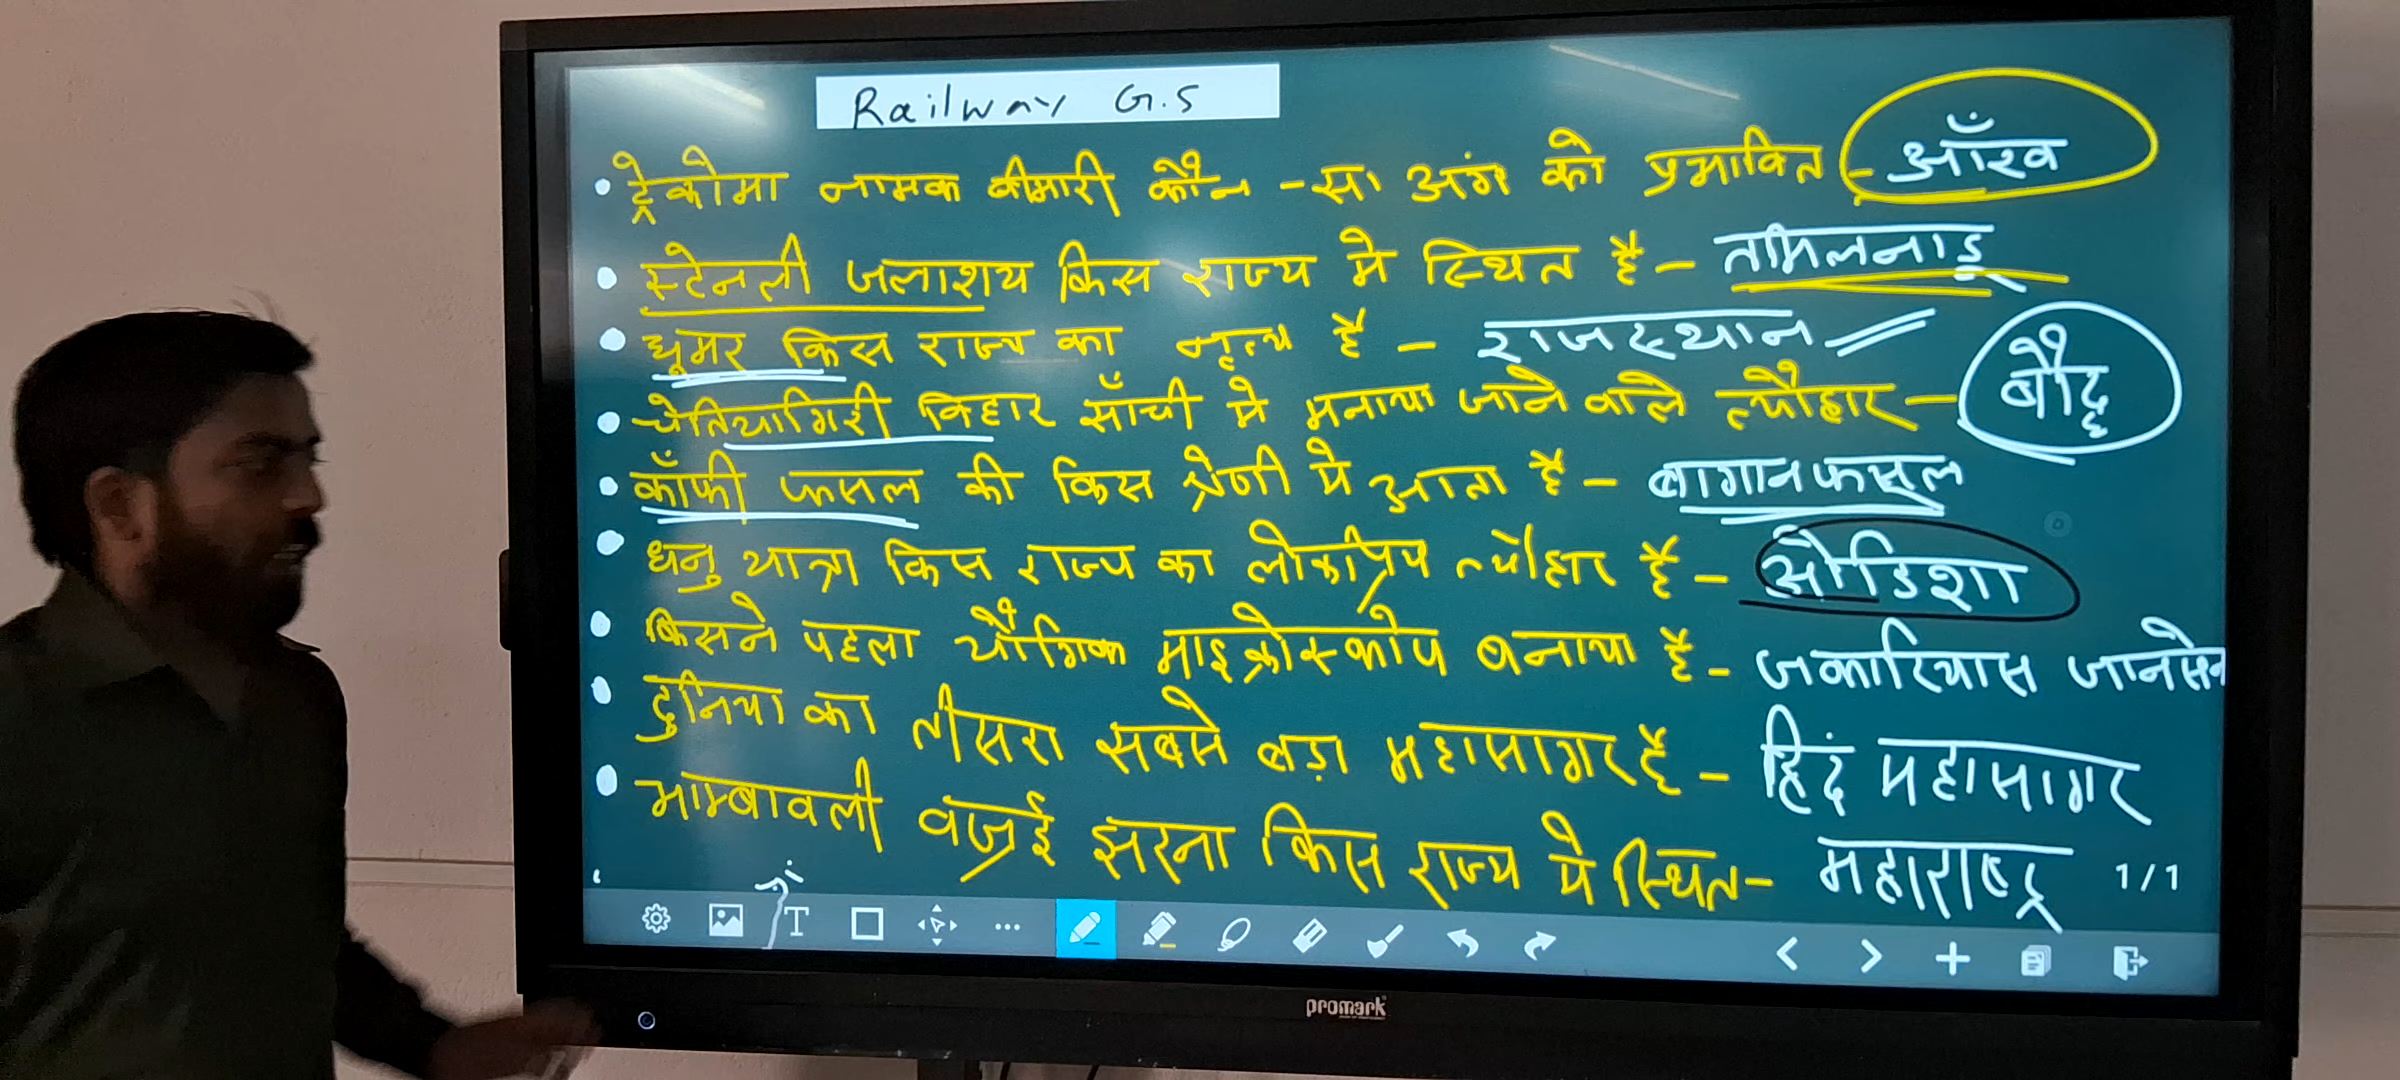 Railway G.S
• ट्रेकोमा नामक बीमारी कौन-सा अंग को प्रभावित - आँख
• स्टेनली जलाशय किस राज्य मे स्थित है - तमिलनाडु
• घूमर किस राज्य का नृत्य है - राजस्थान
• चेतियागिरी विहार साँची मे मनाया जाने वाले त्यौहार - बौद्ध
• कॉफी फसल की किस श्रेणी मे आता है - बागान फसल
• धनु यात्रा किस राज्य का लोकप्रिय त्यौहार है - ओडिशा
• किसने पहला यौगिक माइक्रोस्कोप बनाया है - जकारियास जानसेन
• दुनिया का तीसरा सबसे बड़ा महासागर है - हिंद महासागर
• माम्बावली वज्रई झरना किस राज्य मे स्थित - महाराष्ट्र
1/1
T
promark